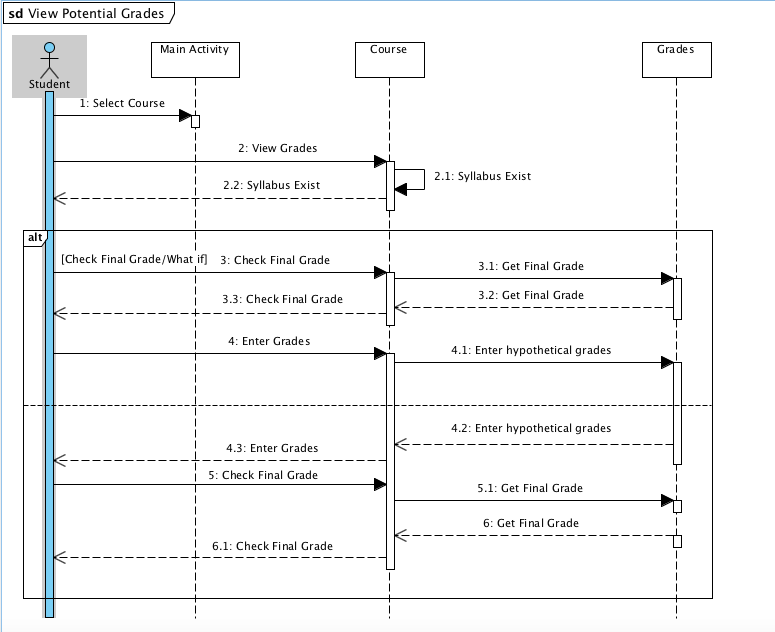 sd View Potential Grades
Student
Main Activity
Course
Grades
1: Select Course
2: View Grades
2.1: Syllabus Exist
2.2: Syllabus Exist
alt
[Check Final Grade/What if]
3: Check Final Grade
3.1: Get Final Grade
3.2: Get Final Grade
3.3: Check Final Grade
4: Enter Grades
4.1: Enter hypothetical grades
4.2: Enter hypothetical grades
4.3: Enter Grades
5: Check Final Grade
5.1: Get Final Grade
6: Get Final Grade
6.1: Check Final Grade